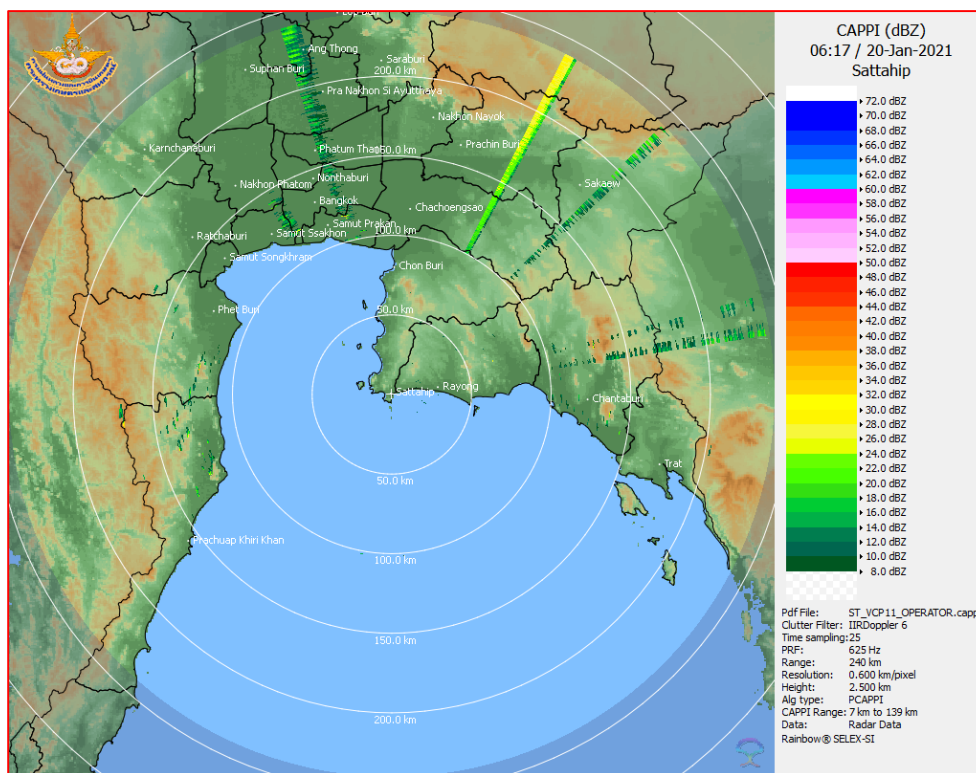 CAPPI (dBZ)
06:17 / 20-Jan-2021
Sattahip
72.0 dBZ
70.0 dBZ
68.0 dBZ
66.0 dBZ
64.0 dBZ
62.0 dBZ
60.0 dBZ
58.0 dBZ
56.0 dBZ
54.0 dBZ
52.0 dBZ
50.0 dBZ
48.0 dBZ
46.0 dBZ
44.0 dBZ
42.0 dBZ
40.0 dBZ
38.0 dBZ
36.0 dBZ
34.0 dBZ
32.0 dBZ
30.0 dBZ
28.0 dBZ
26.0 dBZ
24.0 dBZ
22.0 dBZ
20.0 dBZ
18.0 dBZ
16.0 dBZ
14.0 dBZ
12.0 dBZ
10.0 dBZ
8.0 dBZ
Pdf File: ST_VCP11_OPERATOR.capp
Clutter Filter: IIRDoppler 6
Time sampling:25
PRF: 625 Hz
Range: 240 km
Resolution: 0.600 km/pixel
Height: 2.500 km
Alg type: PCAPPI
CAPPI Range: 7 km to 139 km
Data: Radar Data
Rainbow® SELEX-SI
Ang Thong
Saraburi
Suphan Buri
200.0 km
Pra Nakhon Si Ayutthaya
Nakhon Nayok
Karnchanaburi
Phatum Thani
150.0 km
Prachin Buri
Nonthaburi
Nakhon Phatom
Sakaew
Bangkok
Chachoengsao
Samut Prakan
Samut Ssakhon
Ratchaburi
100.0 km
Samut Songkhram
Chon Buri
Phet Buri
50.0 km
Sattahip
Rayong
Chantaburi
Trat
50.0 km
Prachuap Khiri Khan
100.0 km
150.0 km
200.0 km